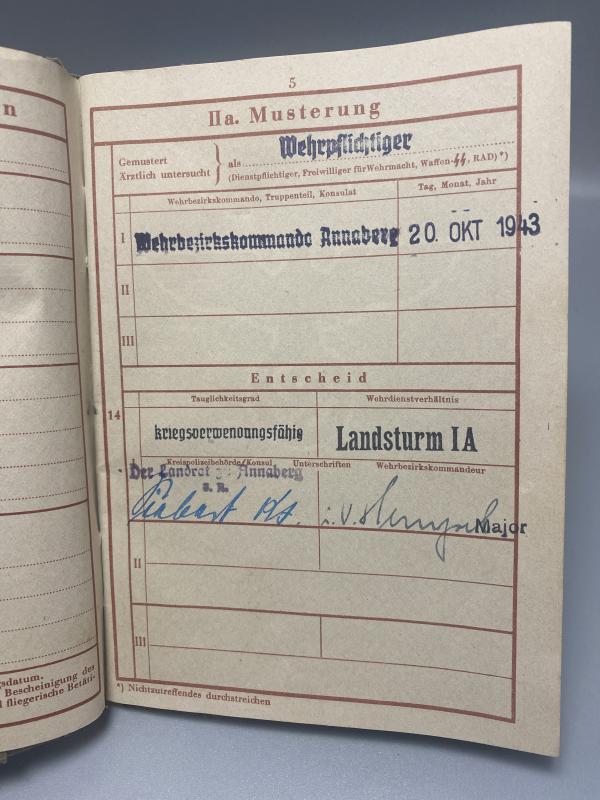 n
sdatum.
Bescheinigung des
fliegerische Betäti-
5
IIa. Musterung
Gemustert
Ärztlich untersucht
als Wehrpflichtiger
(Dienstpflichtiger, Freiwilliger für Wehrmacht, Waffen-SS, RAD)*)
Wehrbezirkskommando, Truppenteil, Konsulat
Tag, Monat, Jahr
I
Wehrbezirkskommando Annaberg
20. OKT 1943
II
III
Entscheid
Tauglichkeitsgrad
Wehrdienstverhältnis
14
I
kriegsverwendungsfähig
Landsturm IA
Kreispolizeibehörde/Konsul
Unterschriften
Wehrbezirkskommandeur
Der Landrat zu Annaberg
i. V.
Major
II
III
*) Nichtzutreffendes durchstreichen